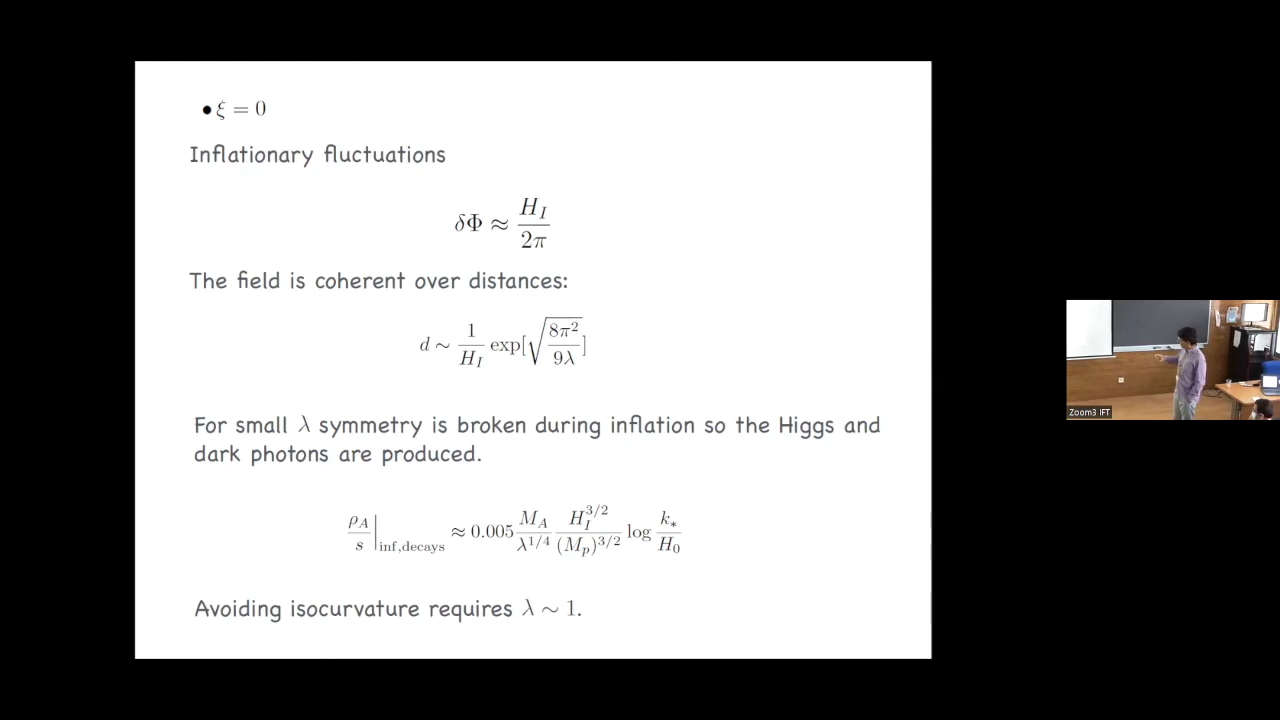 • ξ = 0
Inflationary fluctuations
δΦ ≈ H_I / 2π
The field is coherent over distances:
d ∼ 1/H_I exp[√(8π²/9λ)]
For small λ symmetry is broken during inflation so the Higgs and
dark photons are produced.
ρ_A/s |_inf,decays ≈ 0.005 M_A/λ^{1/4} H_I^{3/2}/(M_p)^{3/2} log k_*/H_0
Avoiding isocurvature requires λ ∼ 1.
Zoom3 IFT